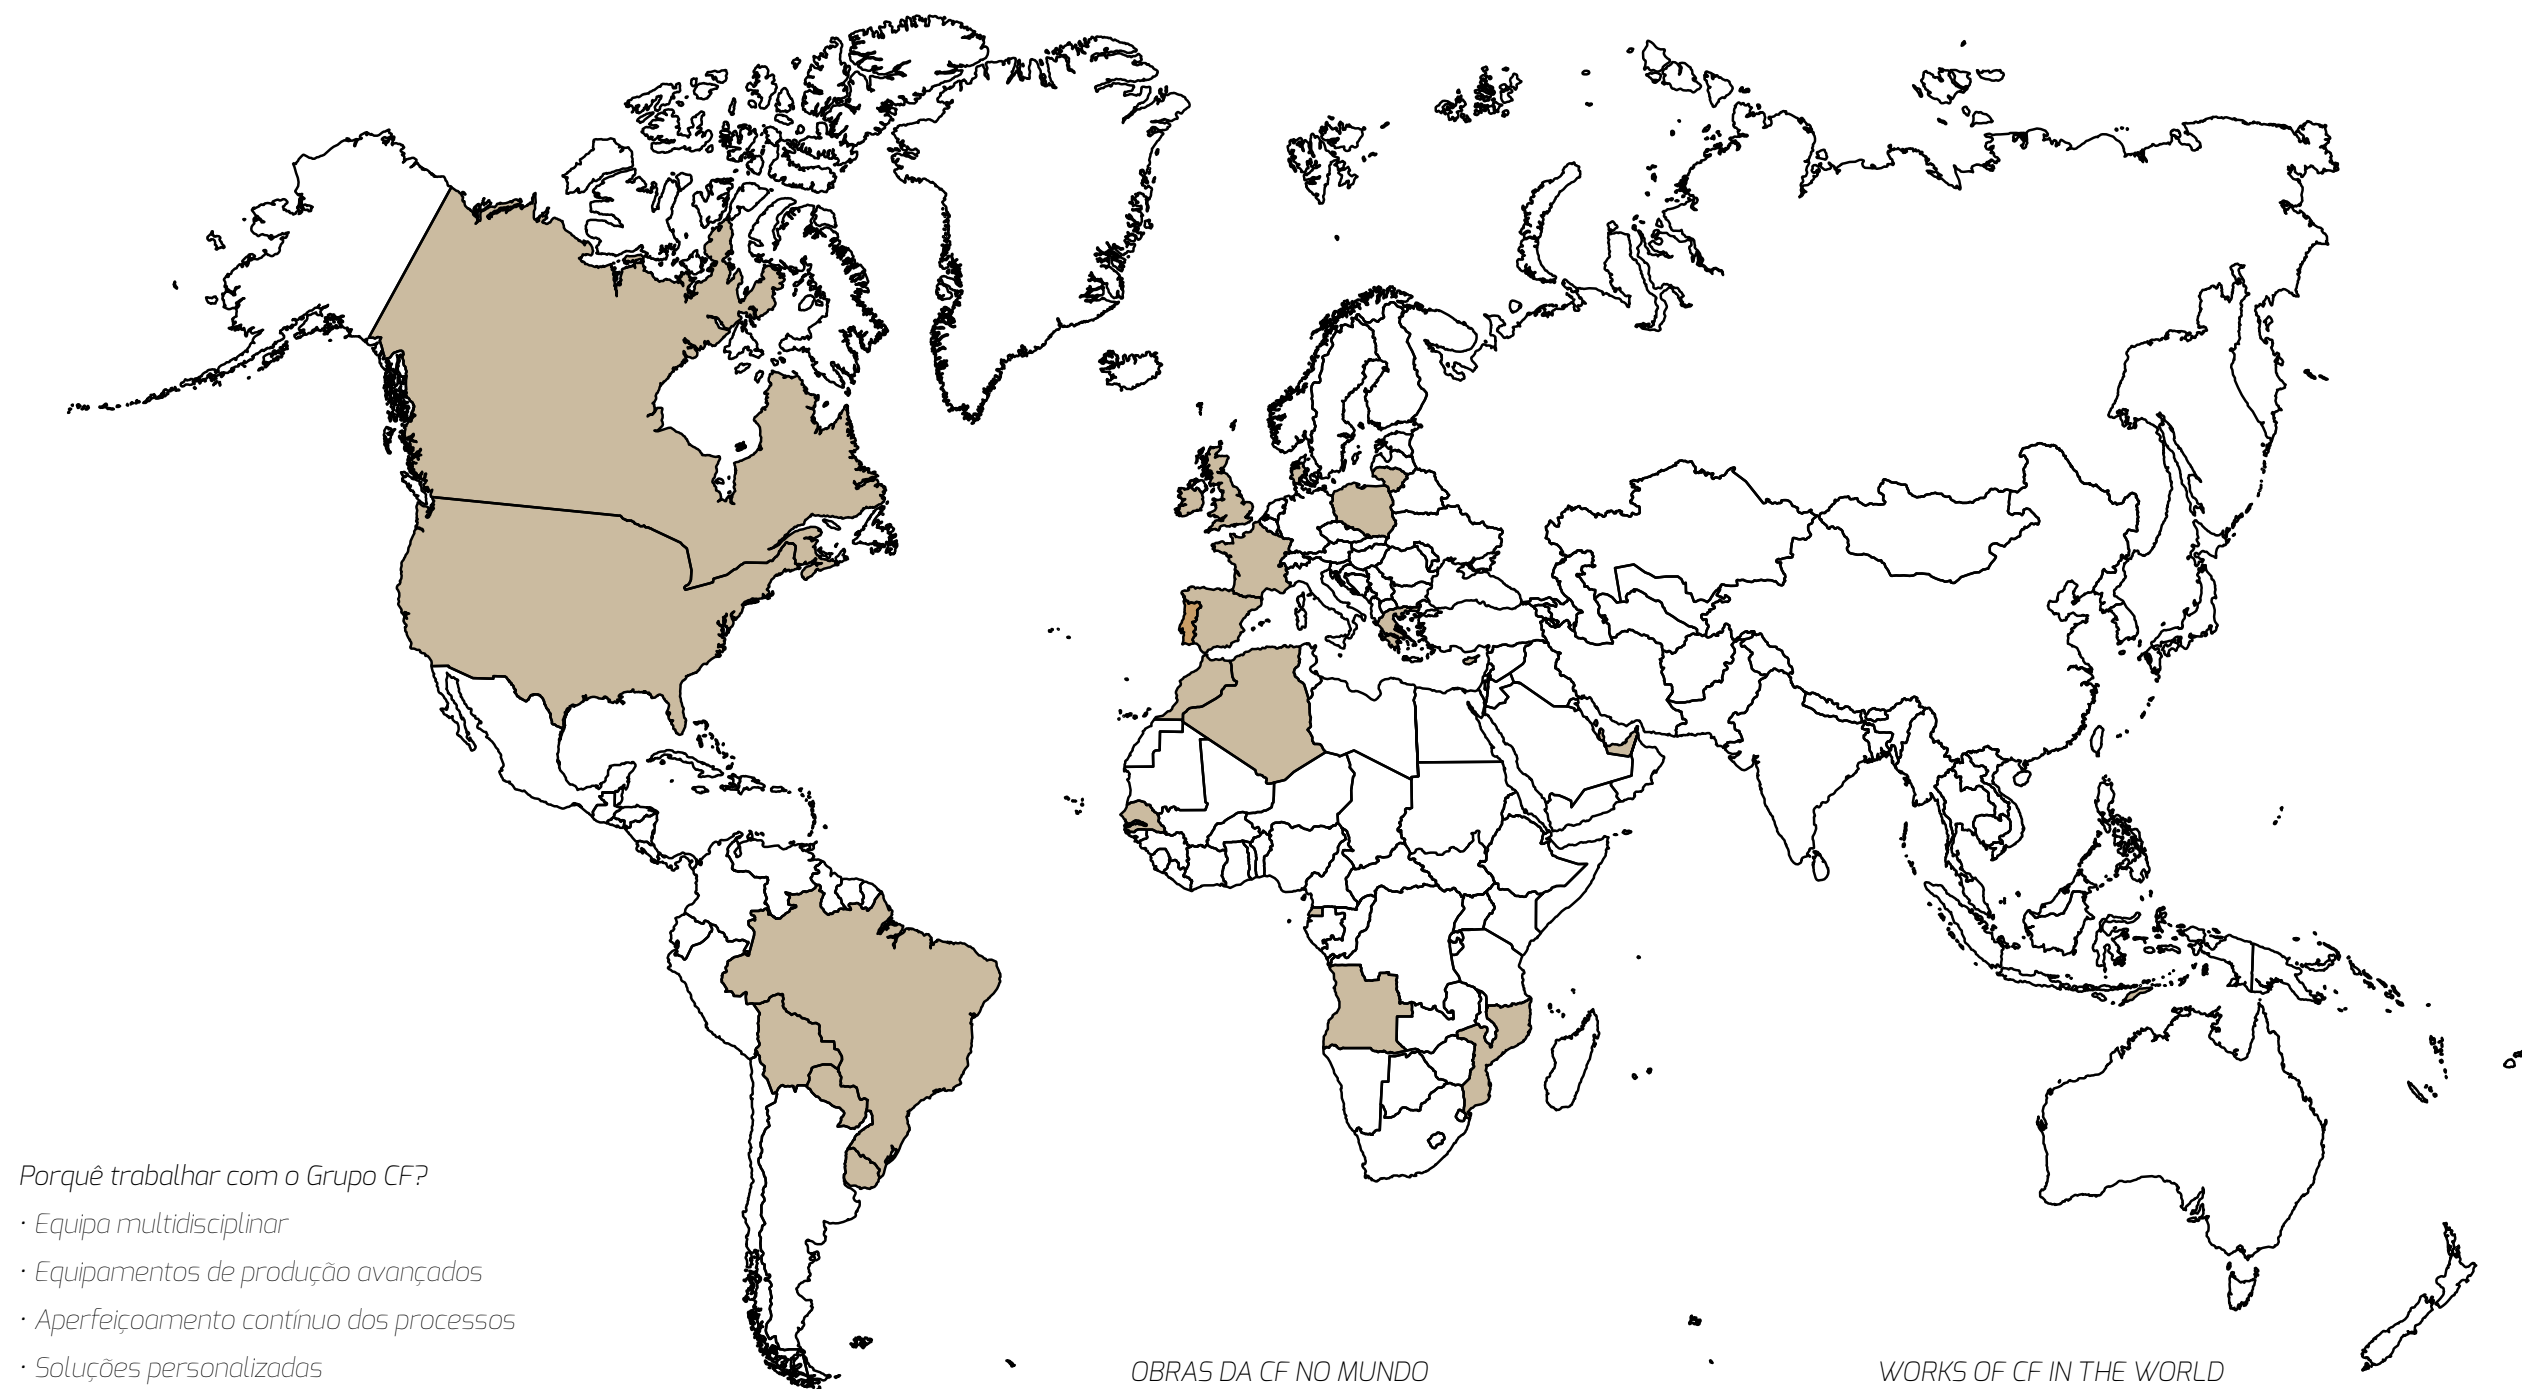 Porquê trabalhar com o Grupo CF?
· Equipa multidisciplinar
· Equipamentos de produção avançados
· Aperfeiçoamento contínuo dos processos
· Soluções personalizadas
OBRAS DA CF NO MUNDO
WORKS OF CF IN THE WORLD